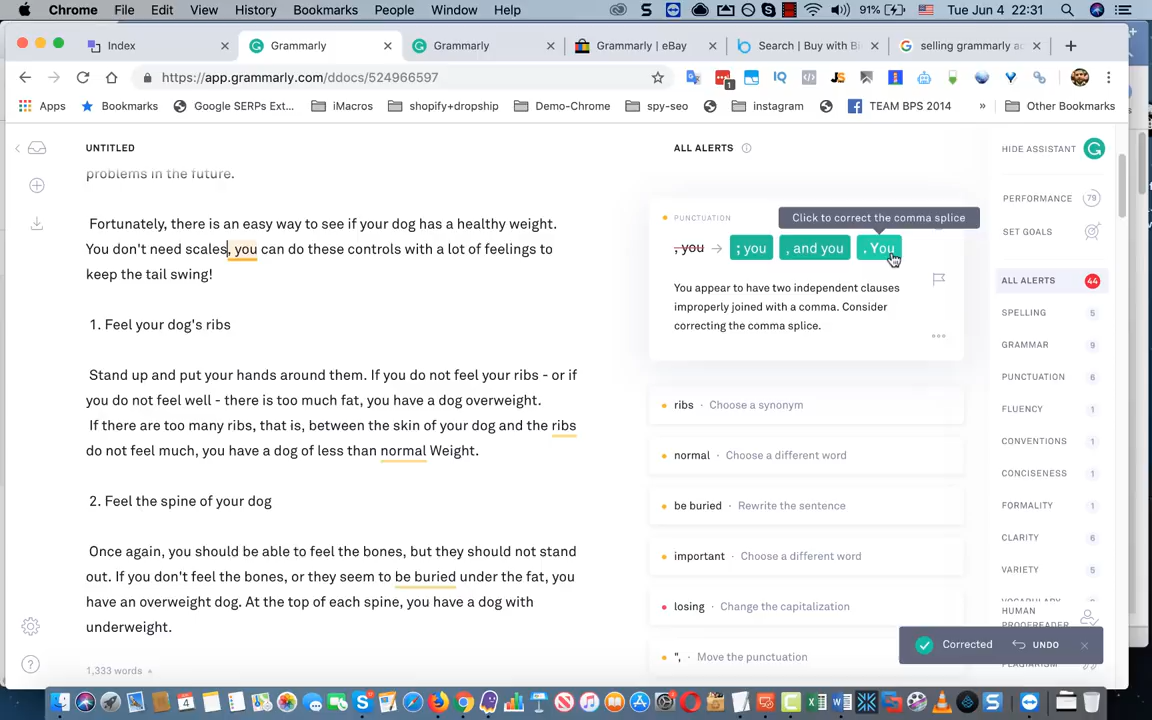 Chrome File Edit View History Bookmarks People Window Help 91% Tue Jun 4 22:31
Index
Grammarly
Grammarly
Grammarly | eBay
Search | Buy with Bi
selling grammarly ac
https://app.grammarly.com/ddocs/524966597
1
Apps Bookmarks Google SERPs Ext... iMacros shopify+dropship Demo-Chrome spy-seo instagram TEAM BPS 2014 » Other Bookmarks
UNTITLED
problems in the future.
Fortunately, there is an easy way to see if your dog has a healthy weight.
You don't need scales, you can do these controls with a lot of feelings to
keep the tail swing!
1. Feel your dog's ribs
Stand up and put your hands around them. If you do not feel your ribs - or if
you do not feel well - there is too much fat, you have a dog overweight.
If there are too many ribs, that is, between the skin of your dog and the ribs
do not feel much, you have a dog of less than normal Weight.
2. Feel the spine of your dog
Once again, you should be able to feel the bones, but they should not stand
out. If you don't feel the bones, or they seem to be buried under the fat, you
have an overweight dog. At the top of each spine, you have a dog with
underweight.
1,333 words
ALL ALERTS
PUNCTUATION
Click to correct the comma splice
, you → ; you , and you . You
You appear to have two independent clauses
improperly joined with a comma. Consider
correcting the comma splice.
ribs · Choose a synonym
normal · Choose a different word
be buried · Rewrite the sentence
important · Choose a different word
losing · Change the capitalization
", · Move the punctuation
HIDE ASSISTANT
PERFORMANCE 79
SET GOALS
ALL ALERTS 44
SPELLING 5
GRAMMAR 9
PUNCTUATION 6
FLUENCY 1
CONVENTIONS 1
CONCISENESS 1
FORMALITY 1
CLARITY 6
VARIETY 5
HUMAN
PROOFREADER
Corrected UNDO